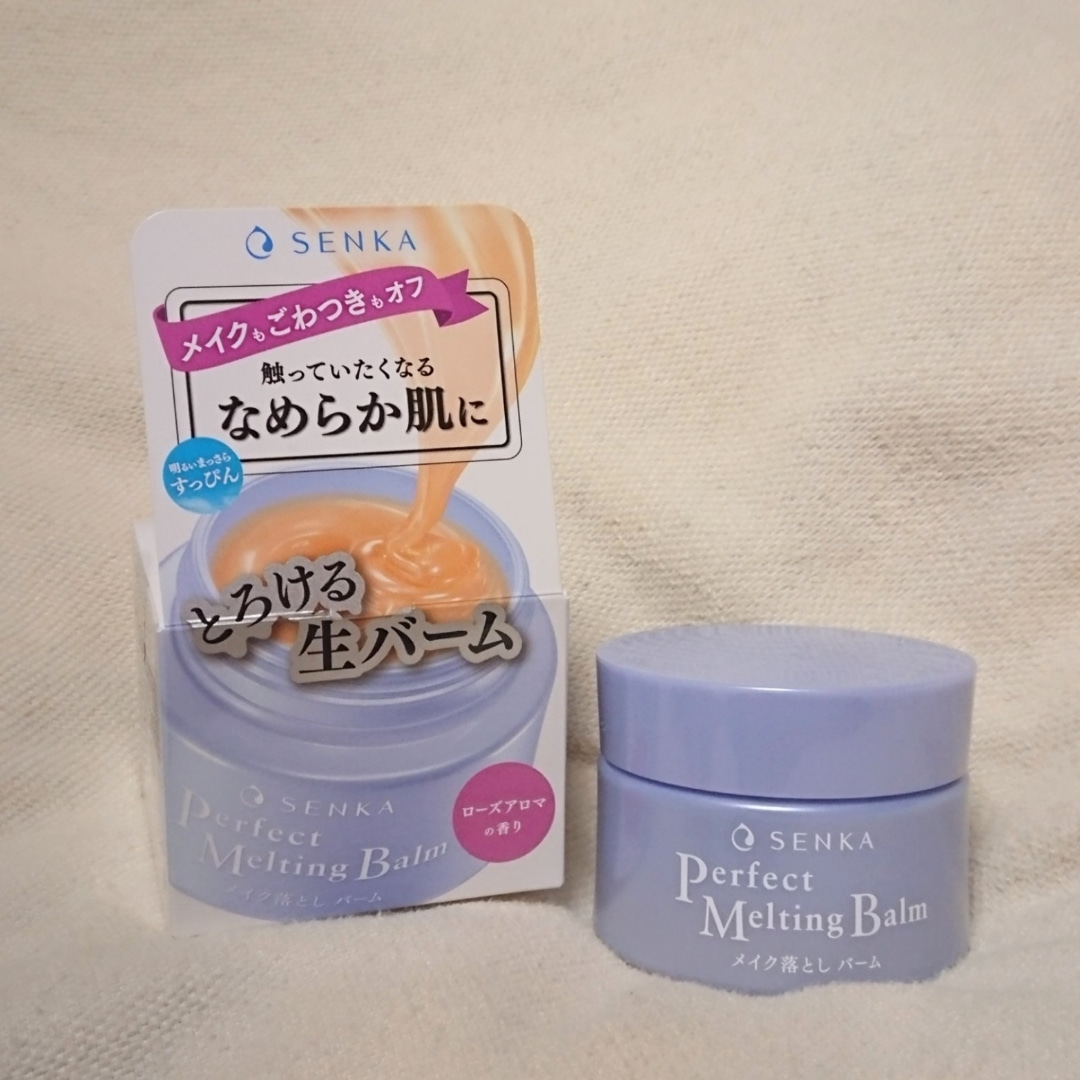 SENKA
メイクもごわつきもオフ
触っていたくなる
なめらか肌に
明るいまっさら
すっぴん
とろける
生バーム
SENKA
Perfect
Melting Balm
メイク落とし バーム
ローズアロマ
の香り
SENKA
Perfect
Melting Balm
メイク落とし バーム